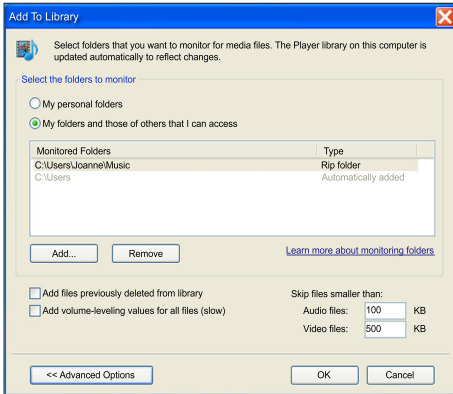 Add To Library
Select folders that you want to monitor for media files. The Player library on this computer is
updated automatically to reflect changes.
Select the folders to monitor
My personal folders
My folders and those of others that I can access
Monitored Folders Type
C:\Users\Joanne\Music Rip folder
C:\Users Automatically added
Add... Remove Learn more about monitoring folders
Add files previously deleted from library Skip files smaller than:
Add volume-leveling values for all files (slow) Audio files: 100 KB
Video files: 500 KB
<< Advanced Options OK Cancel